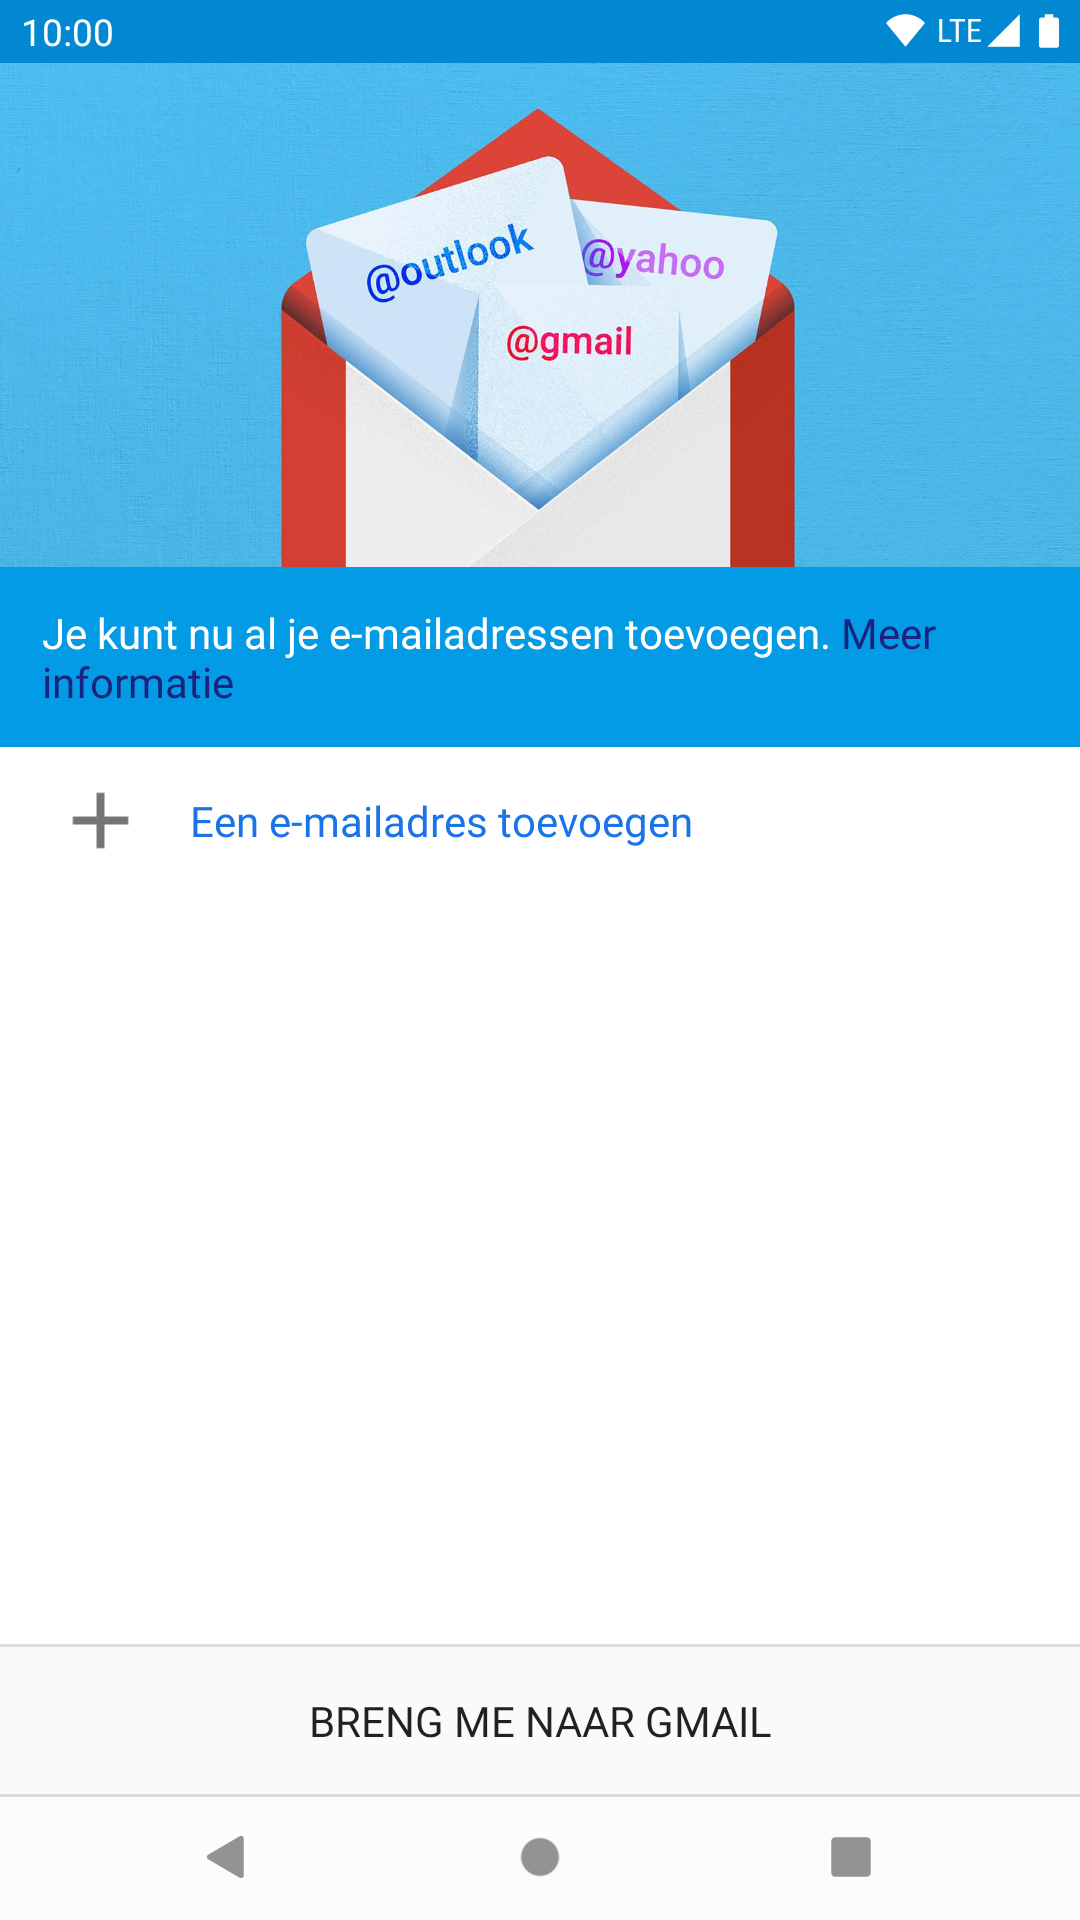 10:00
LTE
@outlook
@yahoo
@gmail
Je kunt nu al je e-mailadressen toevoegen. Meer
informatie
Een e-mailadres toevoegen
BRENG ME NAAR GMAIL